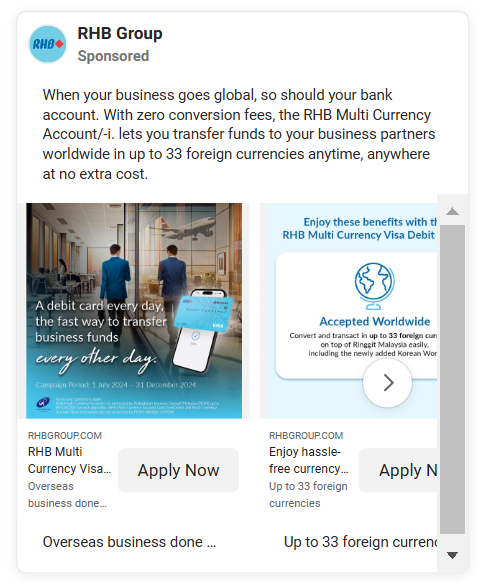 RHB
RHB Group
Sponsored
When your business goes global, so should your bank
account. With zero conversion fees, the RHB Multi Currency
Account/-i. lets you transfer funds to your business partners
worldwide in up to 33 foreign currencies anytime, anywhere
at no extra cost.
A debit card every day,
the fast way to transfer
business funds
every other day.
VISA
Campaign Period: 1 July 2024 - 31 December 2024
Enjoy these benefits with th
RHB Multi Currency Visa Debit
Accepted Worldwide
Convert and transact in up to 33 foreign curr
on top of Ringgit Malaysia easily,
including the newly added Korean Won
RHBGROUP.COM
RHB Multi
Currency Visa...
Overseas
business done...
Apply Now
RHBGROUP.COM
Enjoy hassle-
free currency...
Up to 33 foreign
currencies
Apply N
Overseas business done ...
Up to 33 foreign currenc